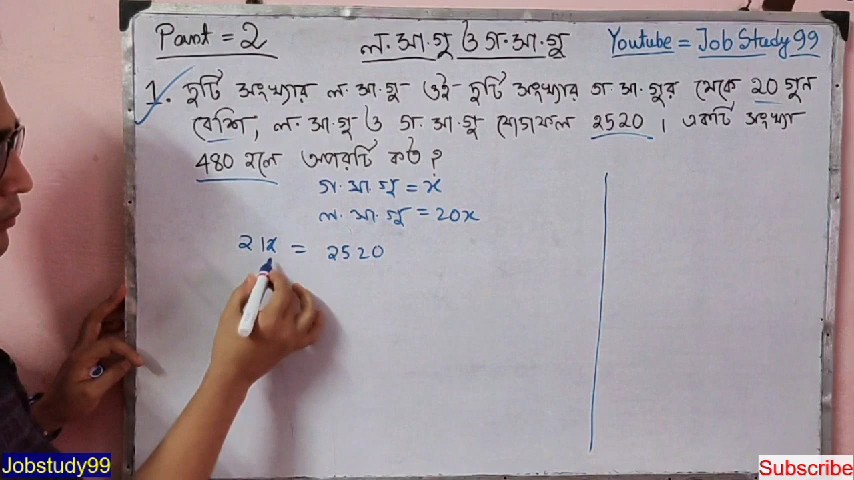 Part = 2
ল.সা.গু ও গ.সা.গু
Youtube = Job Study 99
1. দুটি সংখ্যার ল.সা.গু ওই দুটি সংখ্যার গ.সা.গুর থেকে 20 গুন
বেশি, ল.সা.গু ও গ.সা.গু যোগফল 2520 । একটি সংখ্যা
480 হলে অপরটি কত ?
গ.সা.গু = x
ল.সা.গু = 20x
21x = 2520
Jobstudy99
Subscribe